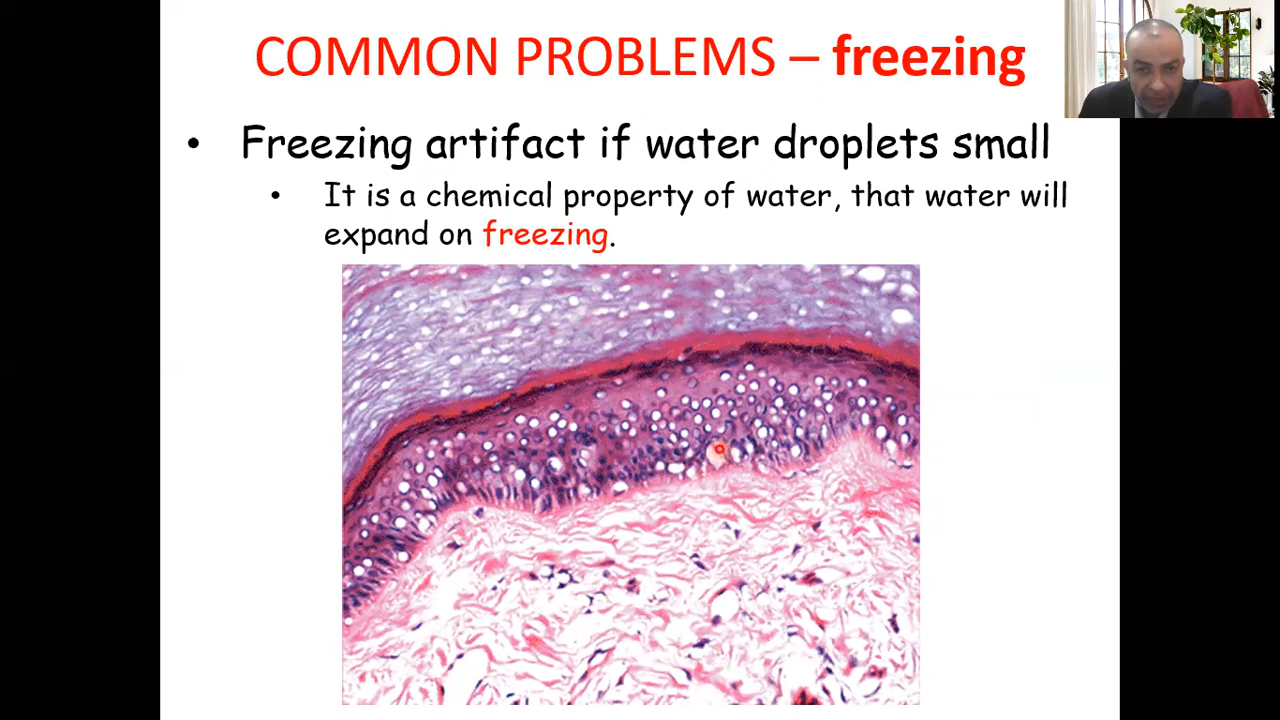 COMMON PROBLEMS – freezing
• Freezing artifact if water droplets small
• It is a chemical property of water, that water will
expand on freezing.